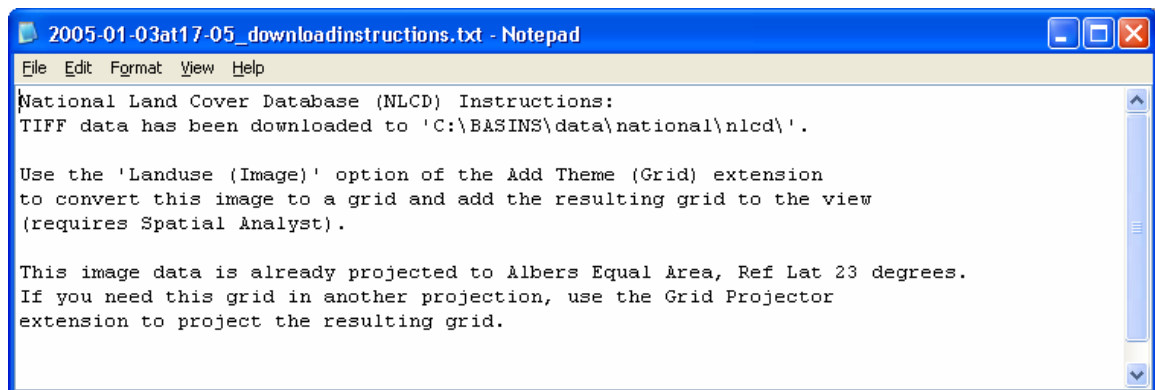 2005-01-03at17-05_downloadinstructions.txt - Notepad
File Edit Format View Help
National Land Cover Database (NLCD) Instructions:
TIFF data has been downloaded to 'C:\BASINS\data\national\nlcd\'.
Use the 'Landuse (Image)' option of the Add Theme (Grid) extension
to convert this image to a grid and add the resulting grid to the view
(requires Spatial Analyst).
This image data is already projected to Albers Equal Area, Ref Lat 23 degrees.
If you need this grid in another projection, use the Grid Projector
extension to project the resulting grid.